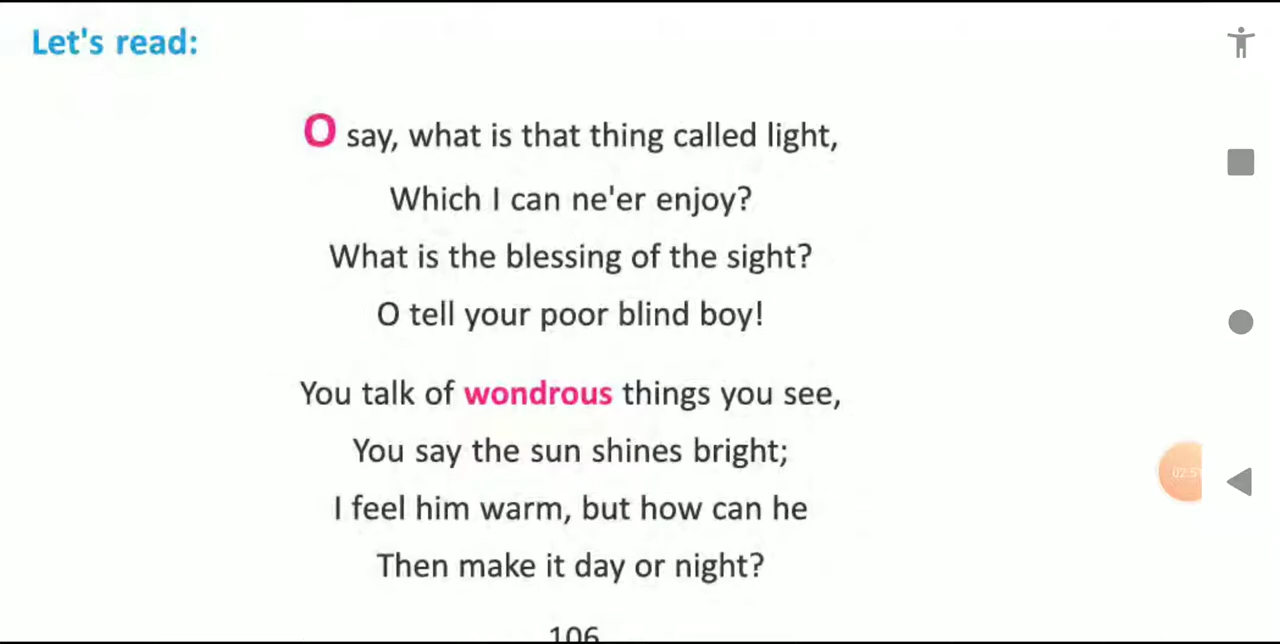 Let's read:
O say, what is that thing called light,
Which I can ne'er enjoy?
What is the blessing of the sight?
O tell your poor blind boy!
You talk of wondrous things you see,
You say the sun shines bright;
I feel him warm, but how can he
Then make it day or night?
106